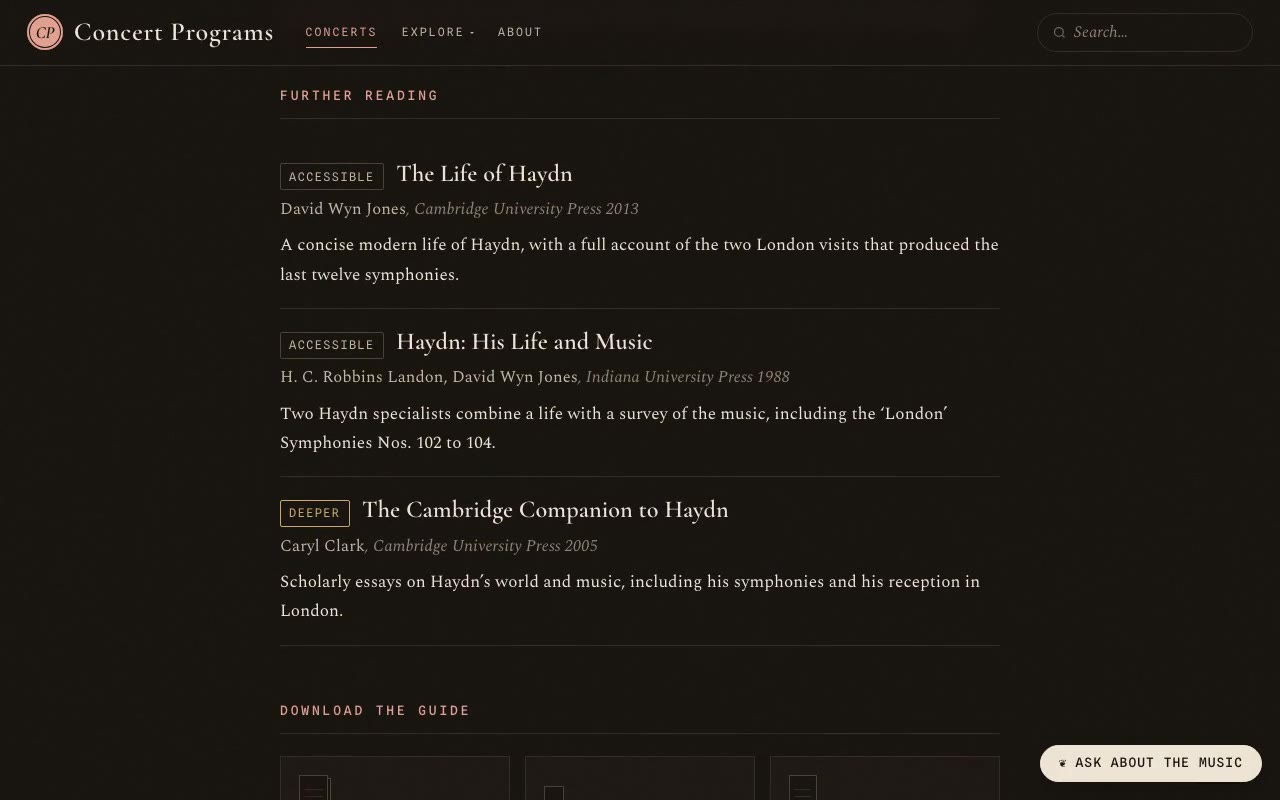 CP Concert Programs CONCERTS EXPLORE ABOUT Search…
FURTHER READING
ACCESSIBLE The Life of Haydn
David Wyn Jones, Cambridge University Press 2013
A concise modern life of Haydn, with a full account of the two London visits that produced the
last twelve symphonies.
ACCESSIBLE Haydn: His Life and Music
H. C. Robbins Landon, David Wyn Jones, Indiana University Press 1988
Two Haydn specialists combine a life with a survey of the music, including the ‘London’
Symphonies Nos. 102 to 104.
DEEPER The Cambridge Companion to Haydn
Caryl Clark, Cambridge University Press 2005
Scholarly essays on Haydn’s world and music, including his symphonies and his reception in
London.
DOWNLOAD THE GUIDE
❦ ASK ABOUT THE MUSIC